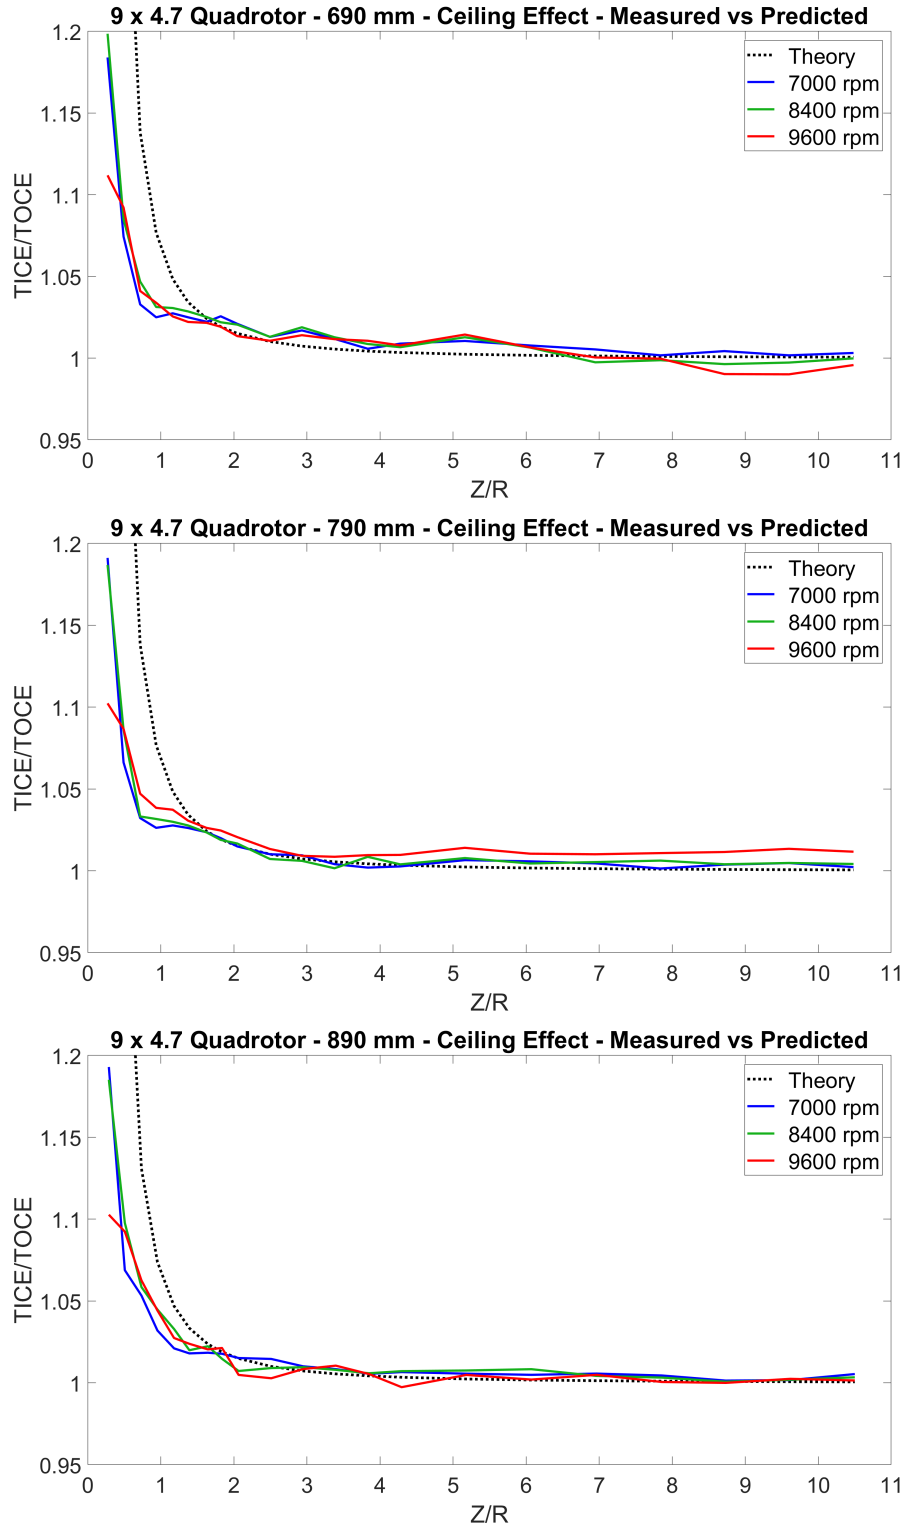 9 x 4.7 Quadrotor - 690 mm - Ceiling Effect - Measured vs Predicted
1.2
1.15
1.1
1.05
1
0.95
TICE/TOCE
0 1 2 3 4 5 6 7 8 9 10 11
Z/R
Theory
7000 rpm
8400 rpm
9600 rpm
9 x 4.7 Quadrotor - 790 mm - Ceiling Effect - Measured vs Predicted
1.2
1.15
1.1
1.05
1
0.95
TICE/TOCE
0 1 2 3 4 5 6 7 8 9 10 11
Z/R
Theory
7000 rpm
8400 rpm
9600 rpm
9 x 4.7 Quadrotor - 890 mm - Ceiling Effect - Measured vs Predicted
1.2
1.15
1.1
1.05
1
0.95
TICE/TOCE
0 1 2 3 4 5 6 7 8 9 10 11
Z/R
Theory
7000 rpm
8400 rpm
9600 rpm